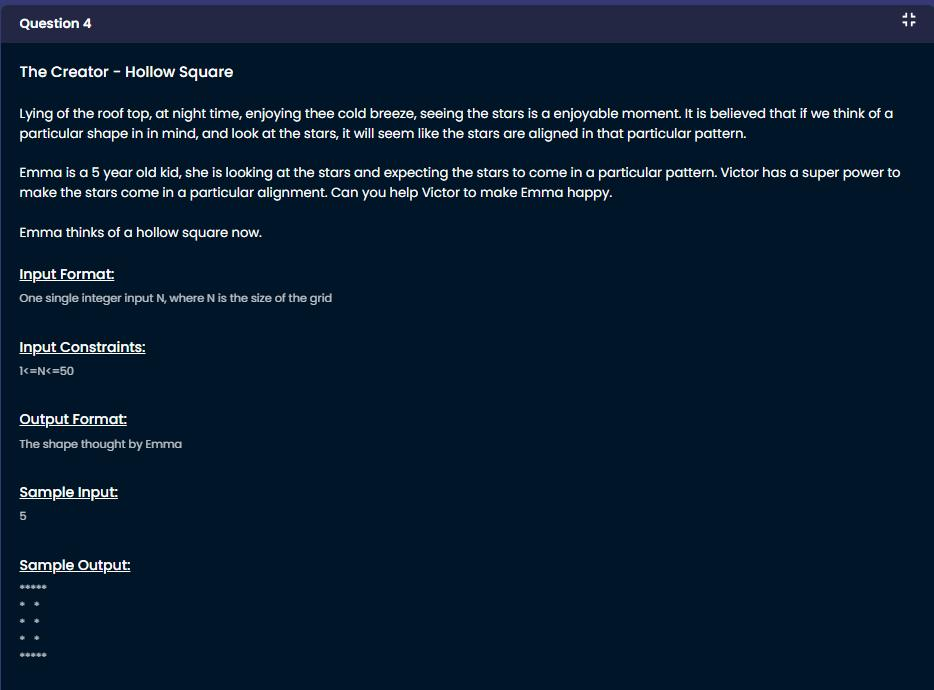 Question 4
The Creator - Hollow Square
Lying of the roof top, at night time, enjoying thee cold breeze, seeing the stars is a enjoyable moment. It is believed that if we think of a
particular shape in in mind, and look at the stars, it will seem like the stars are aligned in that particular pattern.
Emma is a 5 year old kid, she is looking at the stars and expecting the stars to come in a particular pattern. Victor has a super power to
make the stars come in a particular alignment. Can you help Victor to make Emma happy.
Emma thinks of a hollow square now.
Input Format:
One single integer input N, where N is the size of the grid
Input Constraints:
1<=N<=50
Output Format:
The shape thought by Emma
Sample Input:
5
Sample Output:
*****
*   *
*   *
*   *
*****